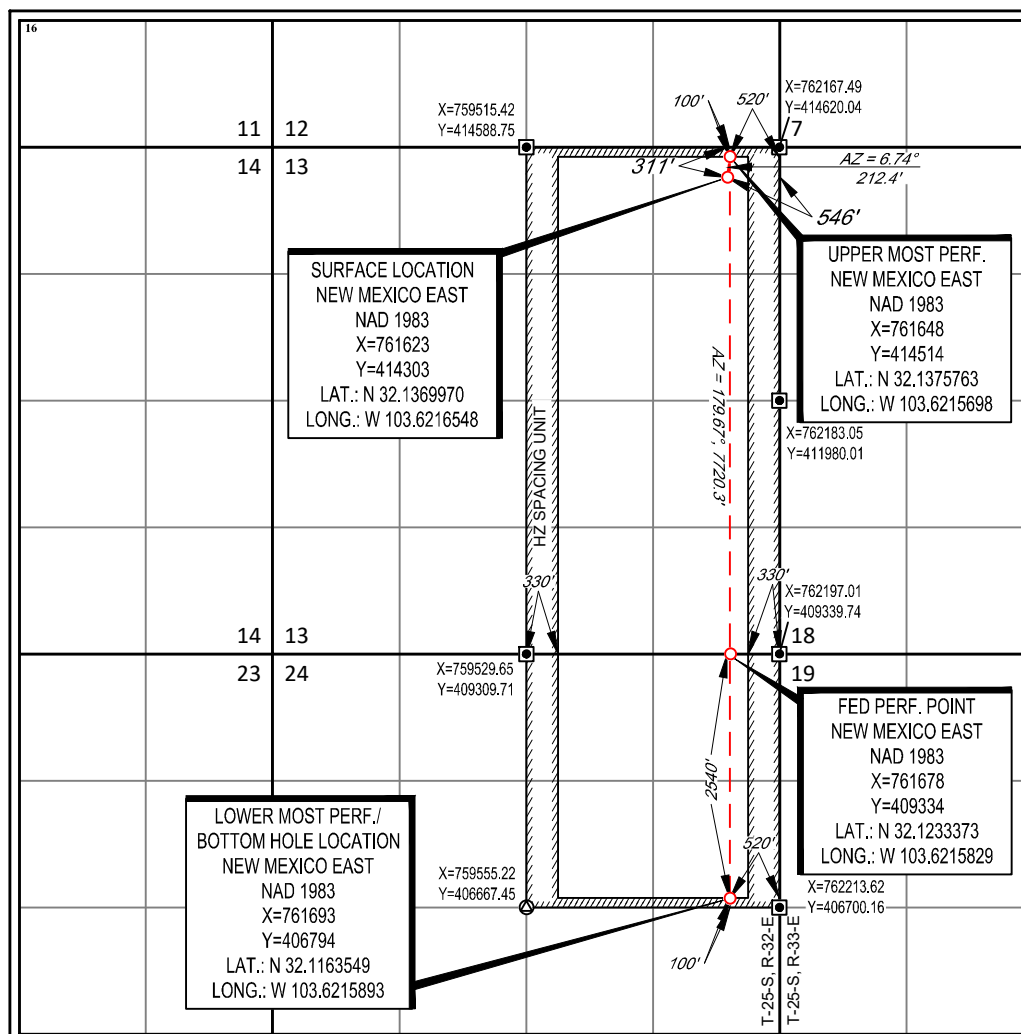 16
X=759515.42
Y=414588.75
100'
520'
X=762167.49
Y=414620.04
11 12
7
14 13
311'
AZ = 6.74°
212.4'
546'
SURFACE LOCATION
NEW MEXICO EAST
NAD 1983
X=761623
Y=414303
LAT.: N 32.1369970
LONG.: W 103.6216548
UPPER MOST PERF.
NEW MEXICO EAST
NAD 1983
X=761648
Y=414514
LAT.: N 32.1375763
LONG.: W 103.6215698
AZ = 179.67°, 7720.3'
X=762183.05
Y=411980.01
HZ SPACING UNIT
330'
330'
X=762197.01
Y=409339.74
14 13
18
23 24
19
X=759529.65
Y=409309.71
FED PERF. POINT
NEW MEXICO EAST
NAD 1983
X=761678
Y=409334
LAT.: N 32.1233373
LONG.: W 103.6215829
2540'
LOWER MOST PERF./
BOTTOM HOLE LOCATION
NEW MEXICO EAST
NAD 1983
X=761693
Y=406794
LAT.: N 32.1163549
LONG.: W 103.6215893
X=759555.22
Y=406667.45
520'
X=762213.62
Y=406700.16
100'
T-25-S, R-32-E
T-25-S, R-33-E